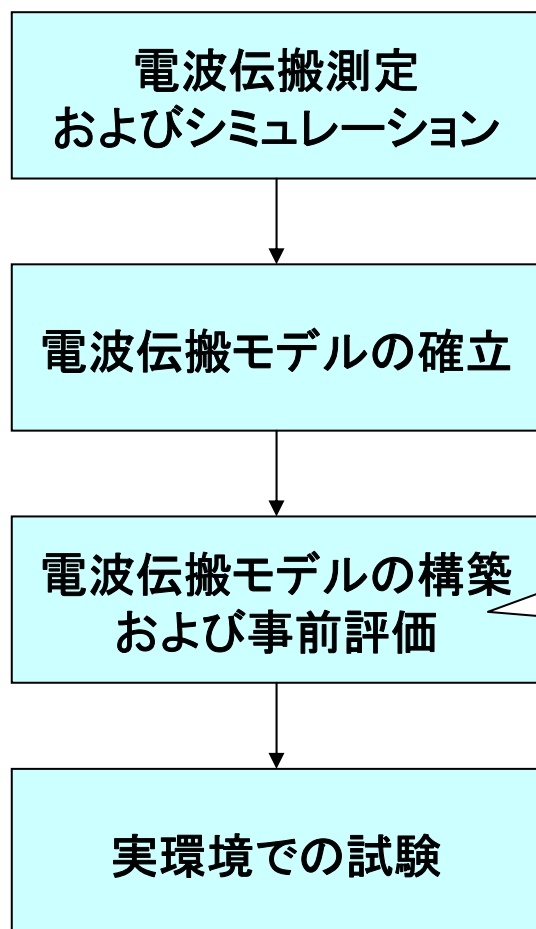 電波伝搬測定
およびシミュレーション
電波伝搬モデルの確立
電波伝搬モデルの構築
および事前評価
実環境での試験